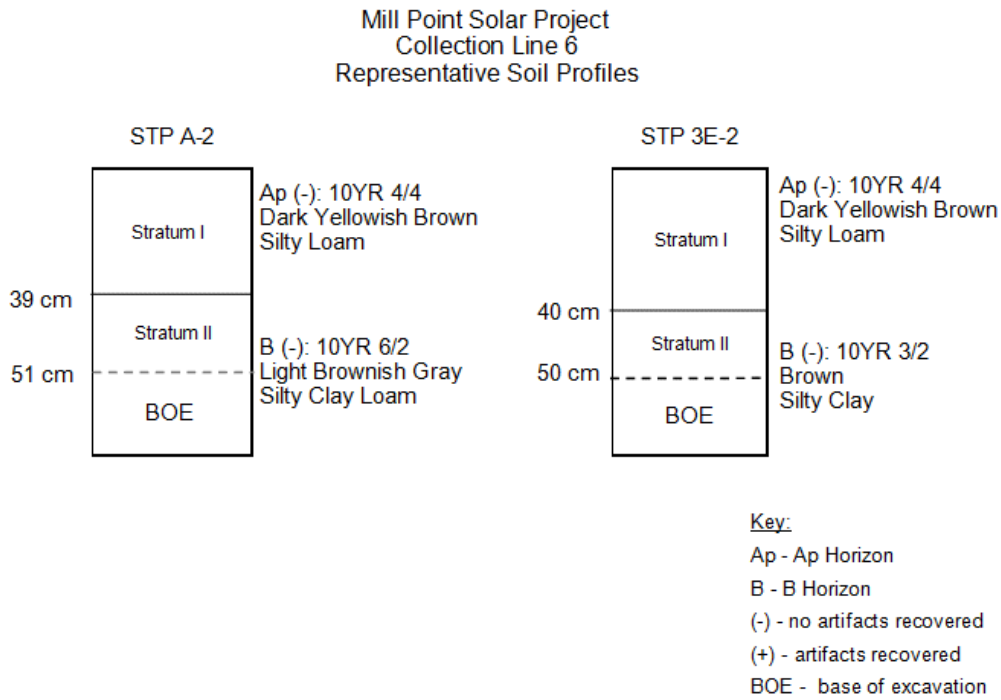 Mill Point Solar Project
Collection Line 6
Representative Soil Profiles
STP A-2
Stratum I
Ap (-): 10YR 4/4
Dark Yellowish Brown
Silty Loam
39 cm
Stratum II
B (-): 10YR 6/2
Light Brownish Gray
Silty Clay Loam
51 cm
BOE
STP 3E-2
Stratum I
Ap (-): 10YR 4/4
Dark Yellowish Brown
Silty Loam
40 cm
Stratum II
B (-): 10YR 3/2
Brown
Silty Clay
50 cm
BOE
Key:
Ap - Ap Horizon
B - B Horizon
(-) - no artifacts recovered
(+) - artifacts recovered
BOE - base of excavation